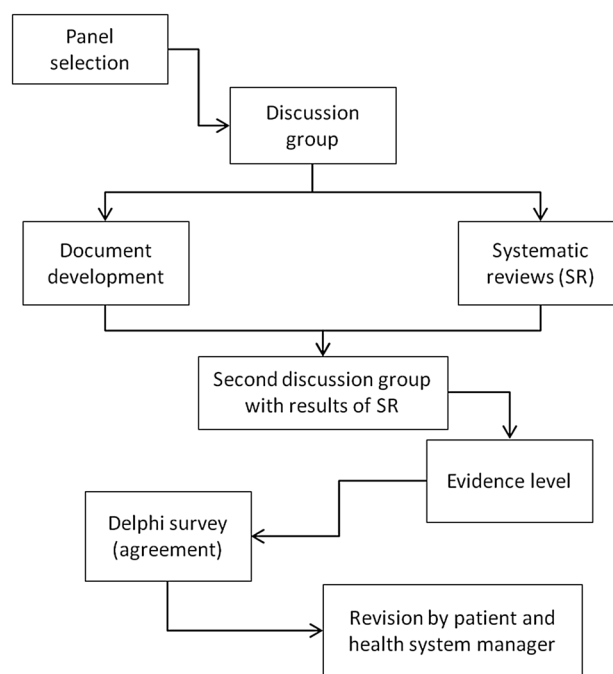 Panel
selection
Discussion
group
Document
development
Systematic
reviews (SR)
Second discussion group
with results of SR
Evidence level
Delphi survey
(agreement)
Revision by patient and
health system manager